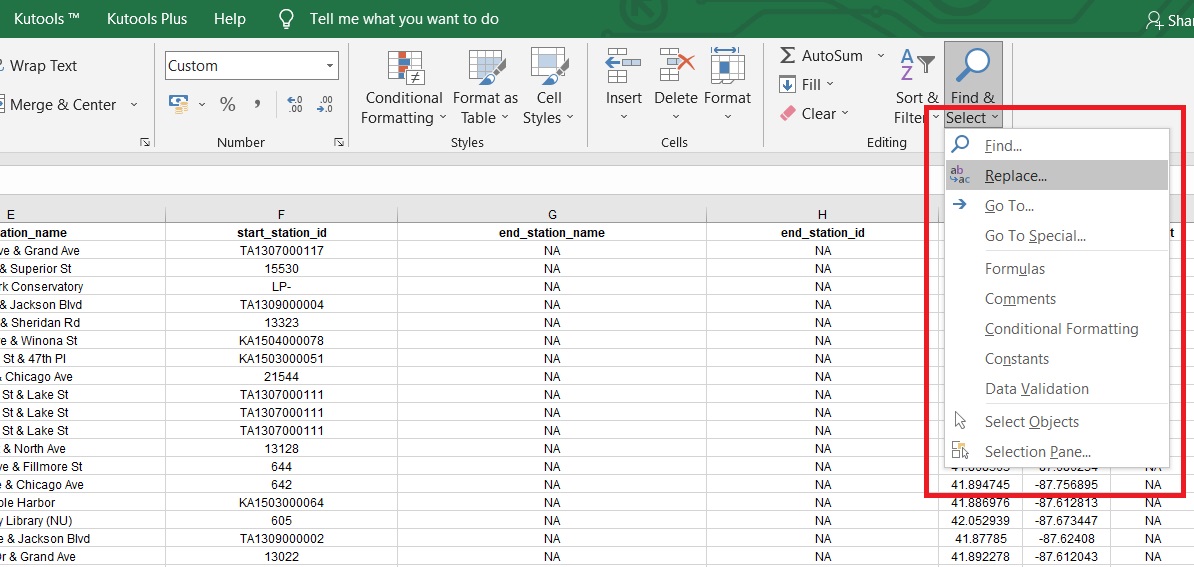 Kutools ™ Kutools Plus Help Tell me what you want to do Shar
Wrap Text
Merge & Center
Custom
% ,
.0 .00
.00 .0
Number
Conditional Formatting
Format as Table
Cell Styles
Styles
Insert
Delete
Format
Cells
AutoSum
Fill
Clear
Sort & Filter
Find & Select
Editing
Find...
Replace...
Go To...
Go To Special...
Formulas
Comments
Conditional Formatting
Constants
Data Validation
Select Objects
Selection Pane...
E F G H
ation_name start_station_id end_station_name end_station_id t
ve & Grand Ave TA1307000117 NA NA
& Superior St 15530 NA NA
rk Conservatory LP- NA NA
& Jackson Blvd TA1309000004 NA NA
& Sheridan Rd 13323 NA NA
e & Winona St KA1504000078 NA NA
St & 47th Pl KA1503000051 NA NA
& Chicago Ave 21544 NA NA
St & Lake St TA1307000111 NA NA
St & Lake St TA1307000111 NA NA
St & Lake St TA1307000111 NA NA
& North Ave 13128 NA NA
ve & Fillmore St 644 NA NA
e & Chicago Ave 642 NA NA 41.894745 -87.756895 NA
ple Harbor KA1503000064 NA NA 41.886976 -87.612813 NA
y Library (NU) 605 NA NA 42.052939 -87.673447 NA
e & Jackson Blvd TA1309000002 NA NA 41.87785 -87.62408 NA
Dr & Grand Ave 13022 NA NA 41.892278 -87.612043 NA